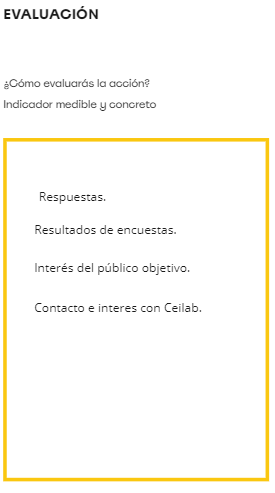 EVALUACIÓN
¿Cómo evaluarás la acción?
Indicador medible y concreto
Respuestas.
Resultados de encuestas.
Interés del público objetivo.
Contacto e interes con Ceilab.